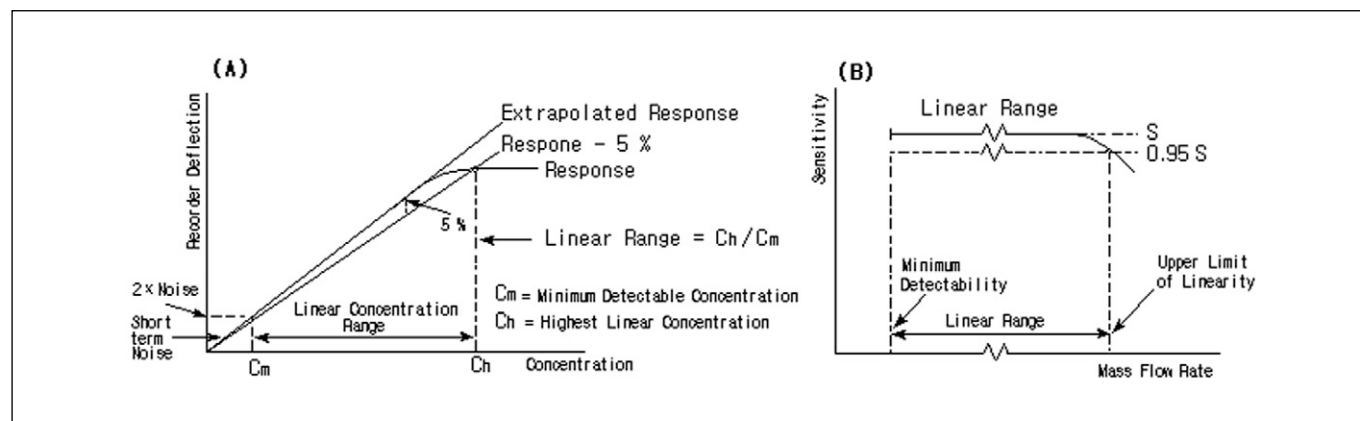 (A)
Recorder Deflection
Extrapolated Response
Respone - 5 %
Response
5 %
Linear Range = Ch/Cm
2 × Noise
Short
term
Noise
Linear Concentration
Range
Cm = Minimum Detectable Concentration
Ch = Highest Linear Concentration
Cm
Ch
Concentration
(B)
Sensitivity
Linear Range
S
0.95 S
Minimum
Detectability
Upper Limit
of Linearity
Linear Range
Mass Flow Rate